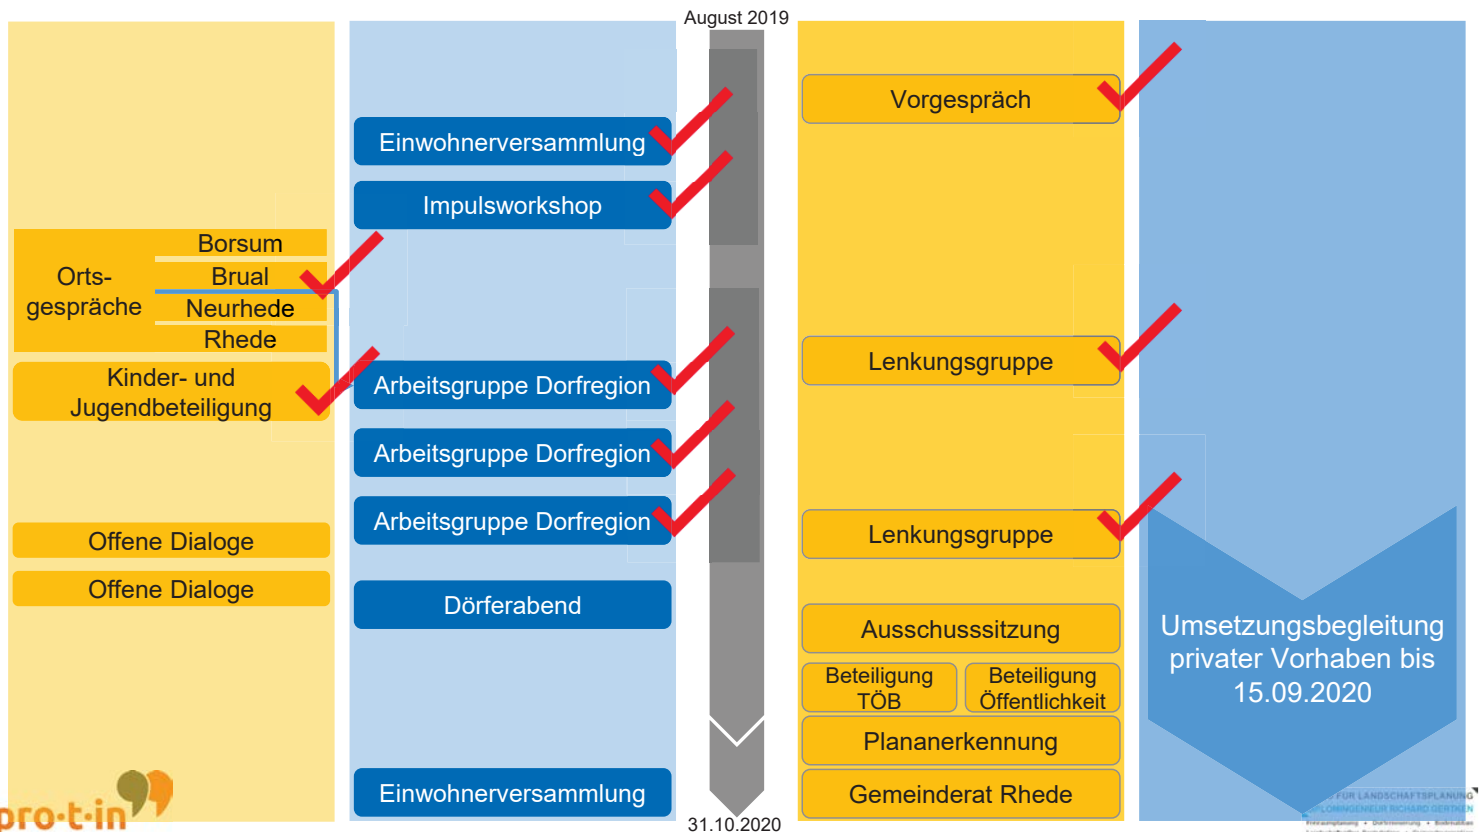 August 2019
Einwohnerversammlung
Impulsworkshop
Orts-
gespräche
Borsum
Brual
Neurhede
Rhede
Kinder- und
Jugendbeteiligung
Arbeitsgruppe Dorfregion
Arbeitsgruppe Dorfregion
Arbeitsgruppe Dorfregion
Offene Dialoge
Offene Dialoge
Dörferabend
Einwohnerversammlung
31.10.2020
Vorgespräch
Lenkungsgruppe
Lenkungsgruppe
Ausschusssitzung
Beteiligung
TÖB
Beteiligung
Öffentlichkeit
Plananerkennung
Gemeinderat Rhede
Umsetzungsbegleitung
privater Vorhaben bis
15.09.2020
pro-t-in
FÜR LANDSCHAFTSPLANUNG
RICHARD GERTKEN